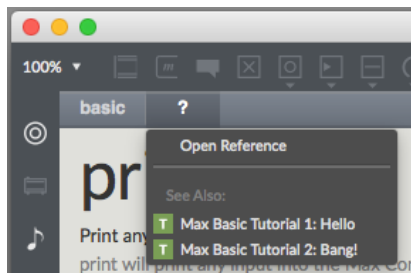 100%
basic ?
Open Reference
pr
See Also:
Max Basic Tutorial 1: Hello
Print any
Max Basic Tutorial 2: Bang!
print will print any input into the Max Con